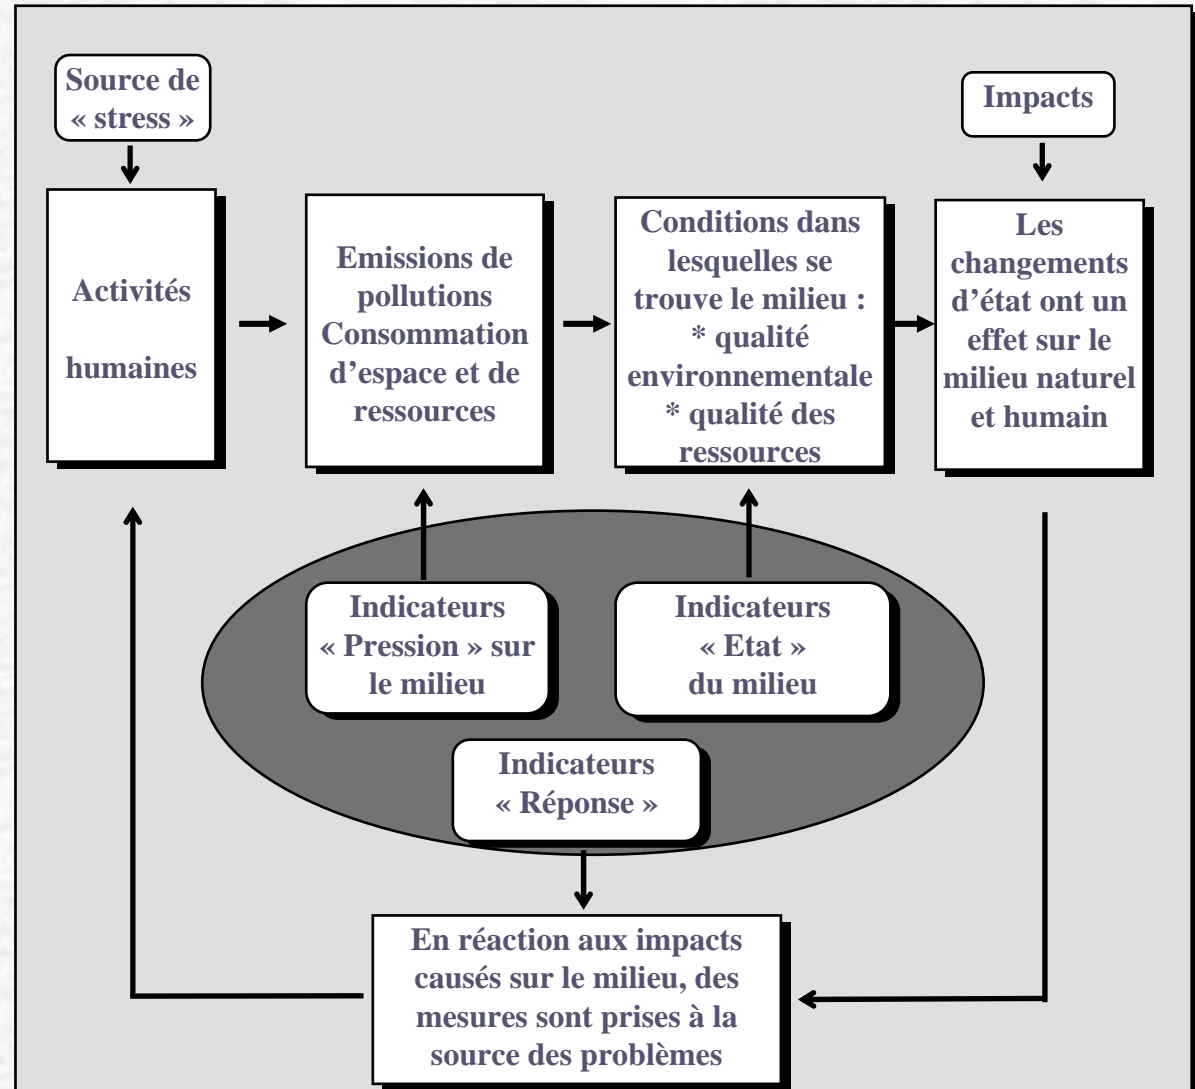 Source de
« stress »
Impacts
Activités
humaines
Emissions de
pollutions
Consommation
d’espace et de
ressources
Conditions dans
lesquelles se
trouve le milieu :
* qualité
environnementale
* qualité des
ressources
Les
changements
d’état ont un
effet sur le
milieu naturel
et humain
Indicateurs
« Pression » sur
le milieu
Indicateurs
« Etat »
du milieu
Indicateurs
« Réponse »
En réaction aux impacts
causés sur le milieu, des
mesures sont prises à la
source des problèmes